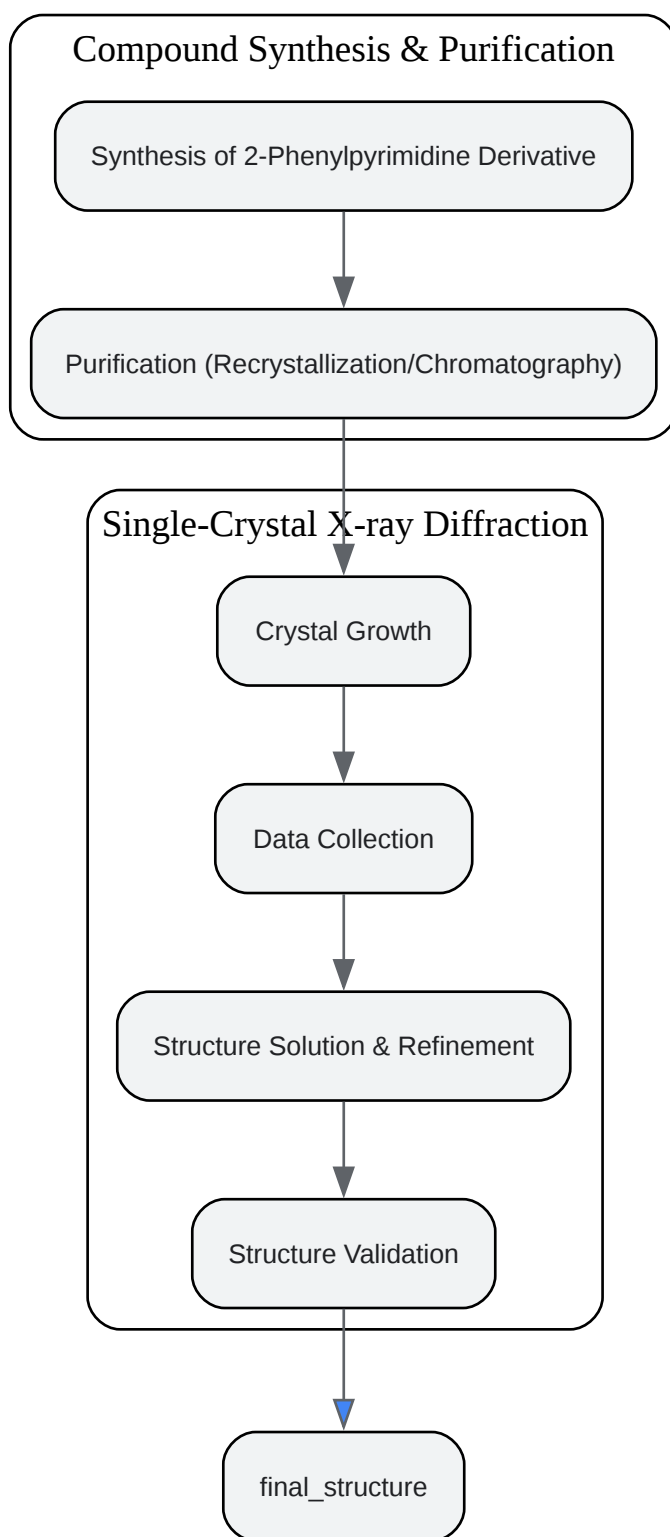 Compound Synthesis & Purification
Synthesis of 2-Phenylpyrimidine Derivative
Purification (Recrystallization/Chromatography)
Single-Crystal X-ray Diffraction
Crystal Growth
Data Collection
Structure Solution & Refinement
Structure Validation
final_structure